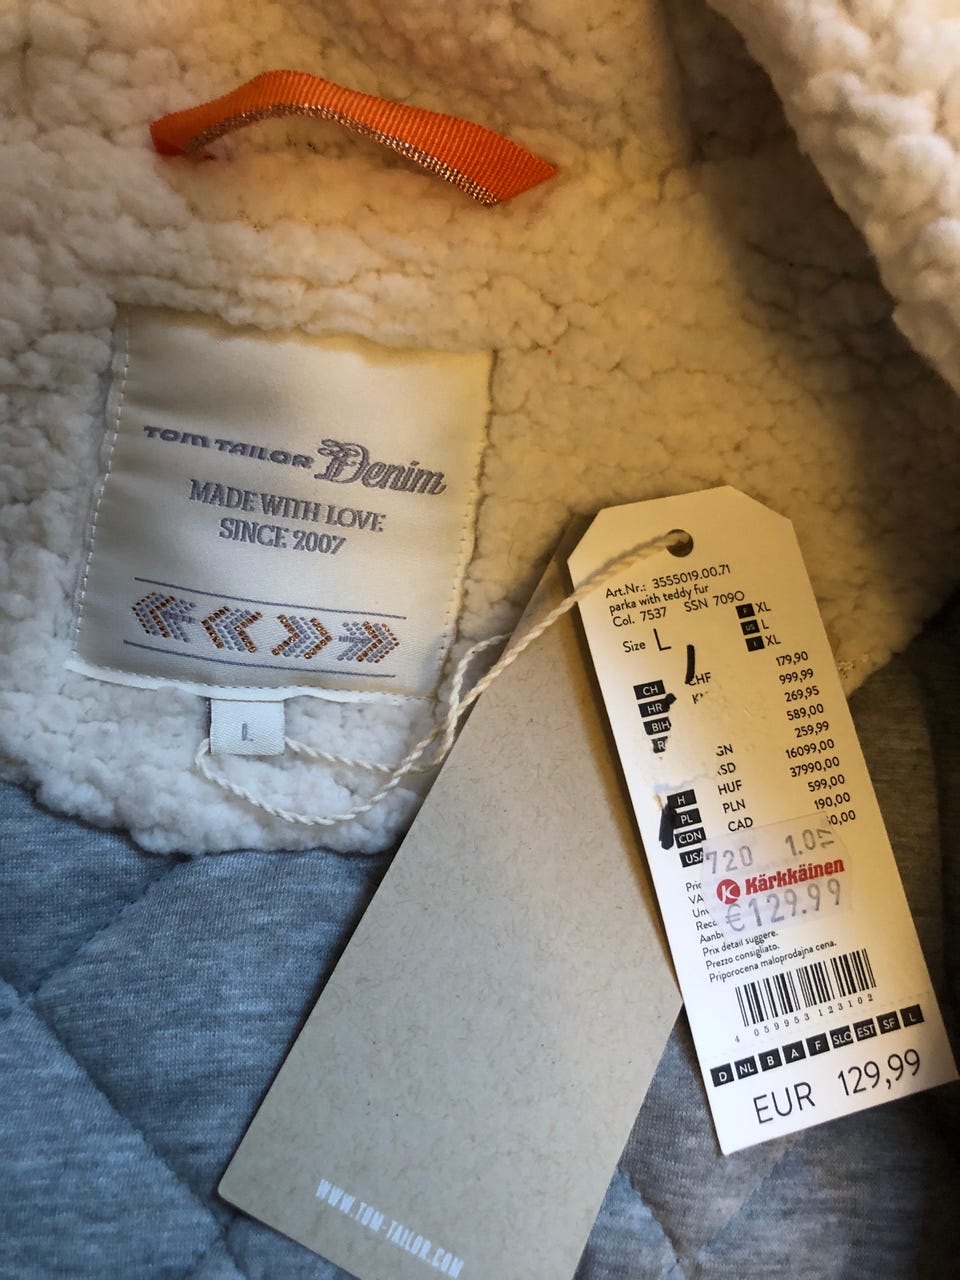 TOM TAILOR Denim
MADE WITH LOVE
SINCE 2007
L
Art.Nr.: 3555019.00.71
parka with teddy fur
Col. 7537 SSN 7090
Size L
F XL
US L
I XL
CH CHF 179,90
HR 999,99
BIH 269,95
589,00
GN 259,99
16099,00
H HUF 37990,00
PL PLN 599,00
CDN CAD 190,00
USA
720
Kärkkäinen
€129.99
Prix detail suggere.
Prezzo consigliato.
Priporocena maloprodajna cena.
4 059953 123102
D NL B A F SLO EST SF L
EUR 129,99
WWW.TOM-TAILOR.COM